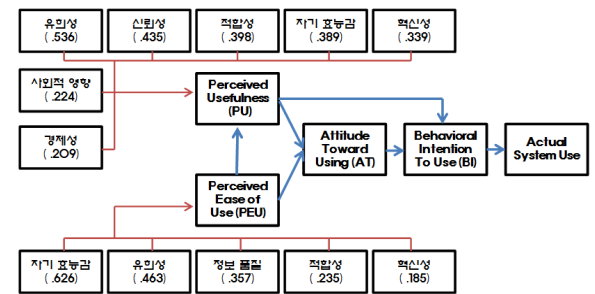 유희성
( .536)
신뢰성
( .435)
적합성
( .398)
자기 효능감
( .389)
혁신성
( .339)
사회적 영향
( .224)
경제성
( .209)
Perceived
Usefulness
(PU)
Attitude
Toward
Using (AT)
Behavioral
Intention
To Use (BI)
Actual
System Use
Perceived
Ease of
Use (PEU)
자기 효능감
( .626)
유희성
( .463)
정보 품질
( .357)
적합성
( .235)
혁신성
( .185)